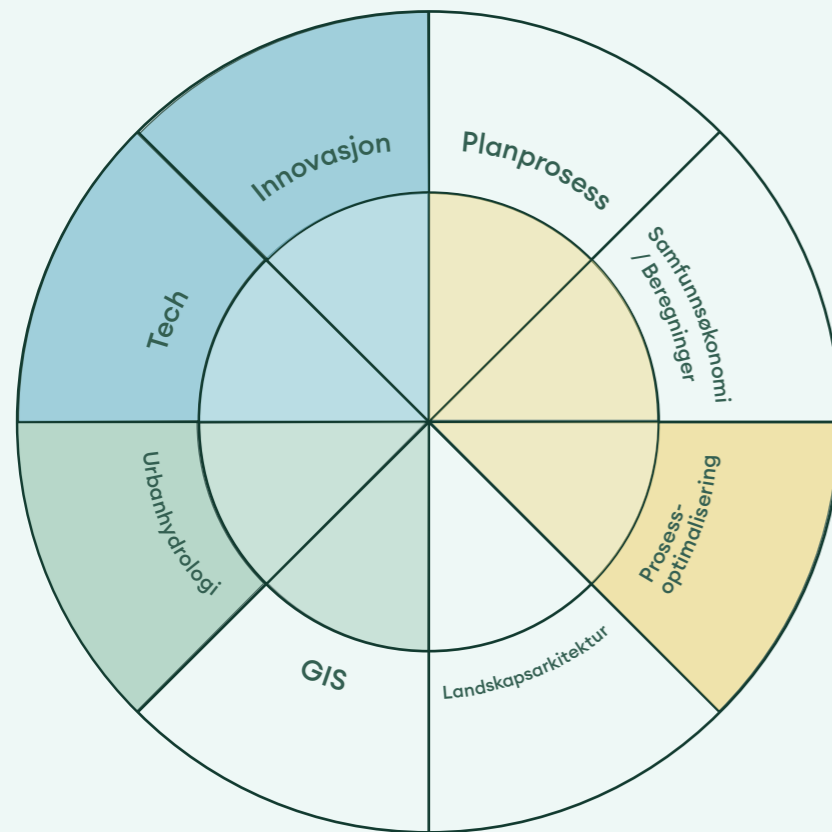 Innovasjon
Planprosess
Samfunnsøkonomi
/ Beregninger
Prosess-
optimalisering
Landskapsarkitektur
GIS
Urbanhydrologi
Tech